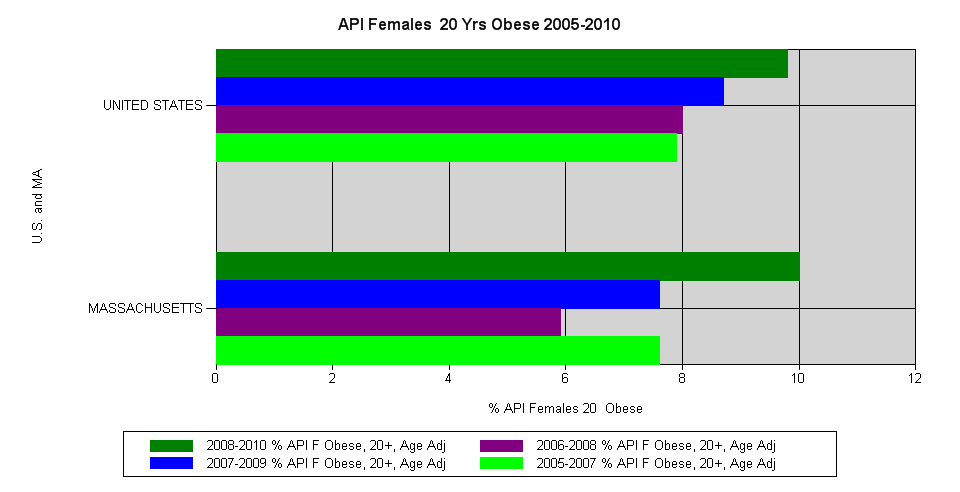 API Females  20 Yrs Obese 2005-2010
UNITED STATES
U.S. and MA
MASSACHUSETTS
0 2 4 6 8 10 12
% API Females 20  Obese
2008-2010 % API F Obese, 20+, Age Adj 2006-2008 % API F Obese, 20+, Age Adj
2007-2009 % API F Obese, 20+, Age Adj 2005-2007 % API F Obese, 20+, Age Adj